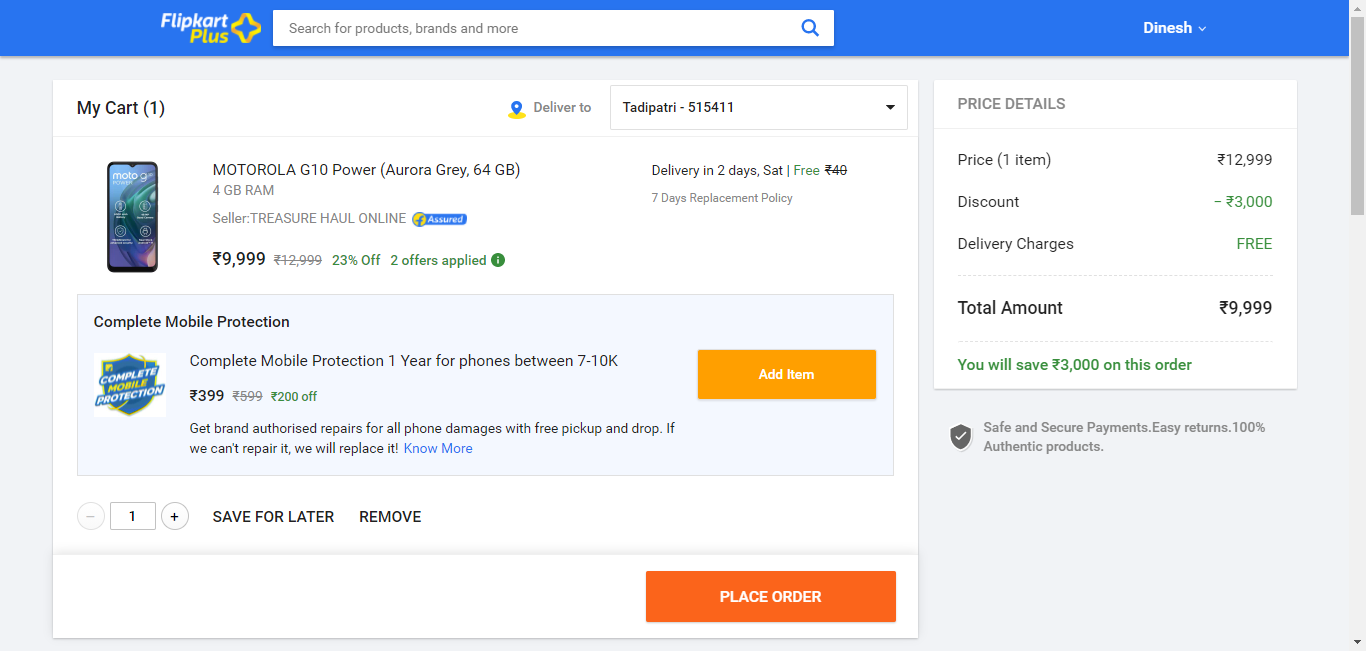 Flipkart
Plus
Search for products, brands and more
Dinesh
My Cart (1)
Deliver to
Tadipatri - 515411
MOTOROLA G10 Power (Aurora Grey, 64 GB)
4 GB RAM
Seller:TREASURE HAUL ONLINE Assured
₹9,999 ₹12,999 23% Off 2 offers applied
Delivery in 2 days, Sat | Free ₹40
7 Days Replacement Policy
moto g
POWER
Complete Mobile Protection
COMPLETE
MOBILE
PROTECTION
Complete Mobile Protection 1 Year for phones between 7-10K
₹399 ₹599 ₹200 off
Get brand authorised repairs for all phone damages with free pickup and drop. If
we can't repair it, we will replace it! Know More
Add Item
– 1 +
SAVE FOR LATER
REMOVE
PLACE ORDER
PRICE DETAILS
Price (1 item) ₹12,999
Discount − ₹3,000
Delivery Charges FREE
Total Amount ₹9,999
You will save ₹3,000 on this order
Safe and Secure Payments.Easy returns.100%
Authentic products.